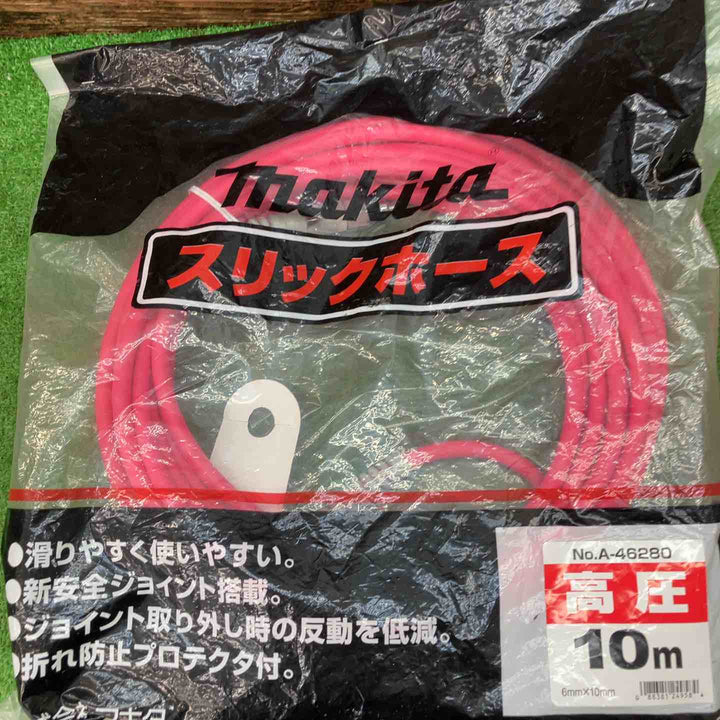 makita
スリックホース
●滑りやすく使いやすい。
●新安全ジョイント搭載。
●ジョイント取り外し時の反動を低減。
●折れ防止プロテクタ付。
No.A-46280
高圧
10m
6mm×10mm